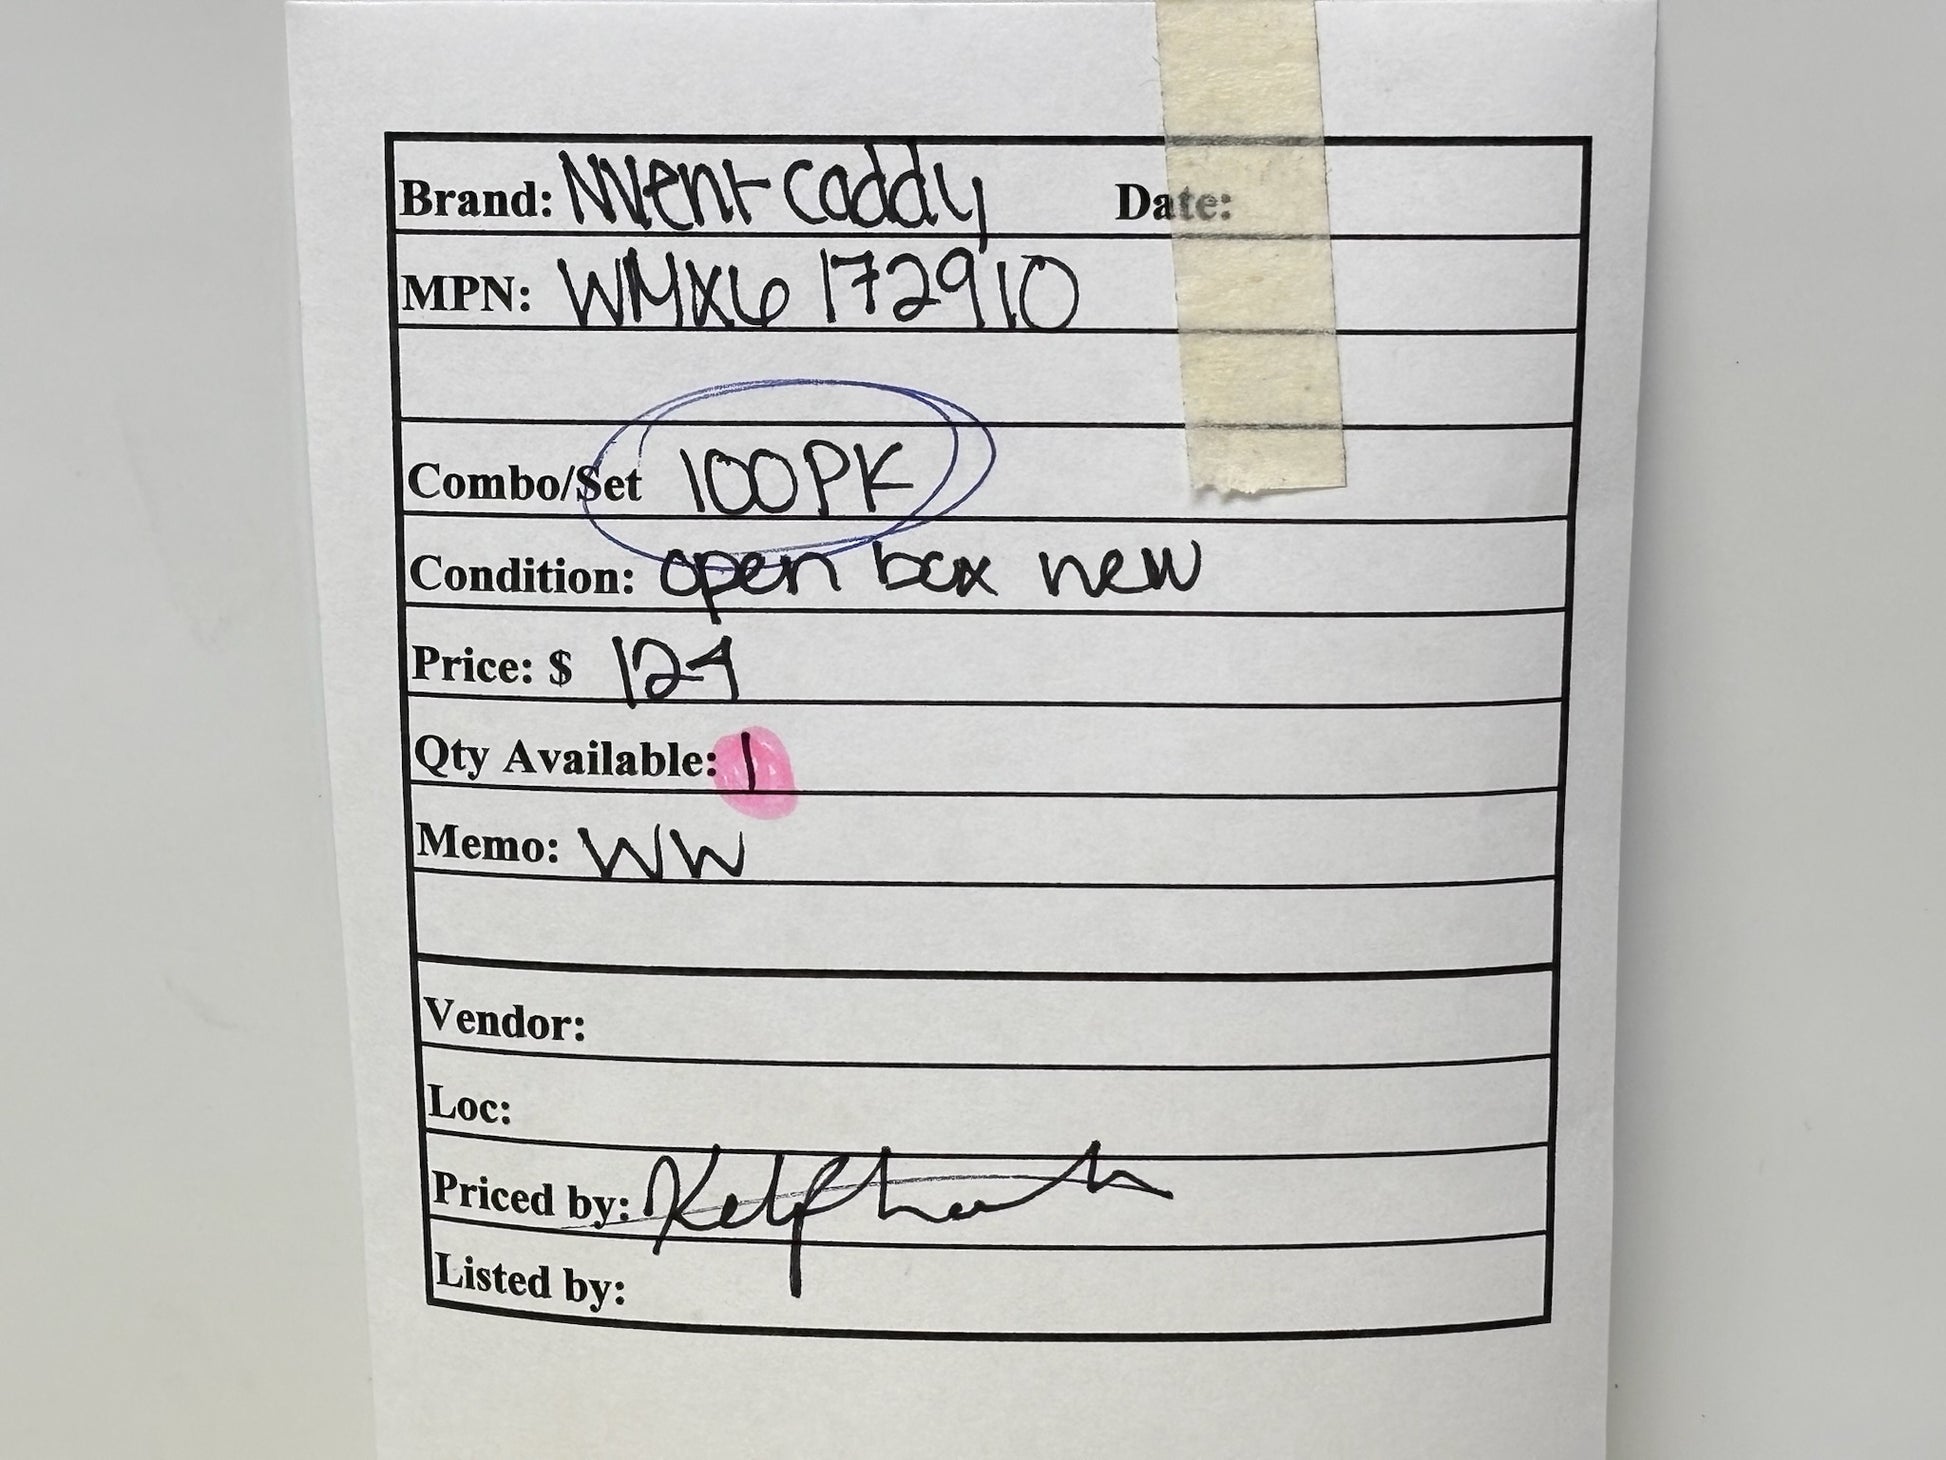 Brand: NVent Caddy Date:
MPN: WMX6 172910
Combo/Set 100PK
Condition: open box new
Price: $ 124
Qty Available: 1
Memo: WW
Vendor:
Loc:
Priced by:
Listed by: